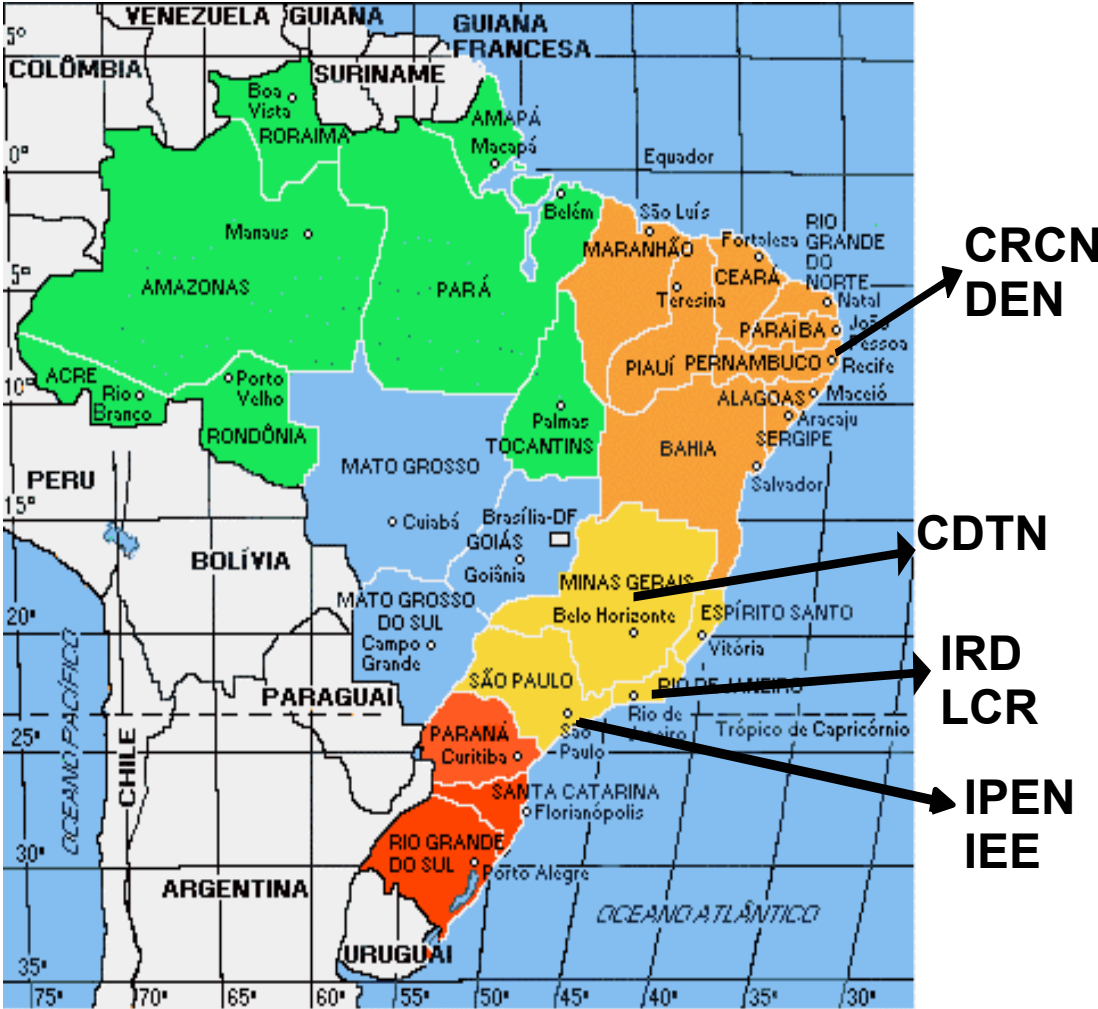 VENEZUELA
GUIANA
GUIANA
FRANCESA
5°
COLÔMBIA
SURINAME
Boa
Vista
RORAIMA
AMAPÁ
Macapá
0°
Equador
Belém
São Luís
RIO
GRANDE
DO
NORTE
Manaus
MARANHÃO
Fortaleza
CRCN
DEN
5°
AMAZONAS
PARÁ
Teresina
CEARÁ
Natal
PARAÍBA
João
Pessoa
PIAUÍ
PERNAMBUCO
Recife
ACRE
Rio
Branco
Porto
Velho
10°
ALAGOAS
Maceió
Palmas
Aracaju
RONDÔNIA
TOCANTINS
SERGIPE
BAHIA
MATO GROSSO
PERU
Salvador
15°
Cuiabá
Brasília-DF
GOIÁS
CDTN
BOLÍVIA
Goiânia
MINAS GERAIS
MATO GROSSO
DO SUL
Belo Horizonte
ESPÍRITO SANTO
20°
Campo
Grande
Vitória
IRD
LCR
SÃO PAULO
RIO DE JANEIRO
PARAGUAI
Rio de
Janeiro
OCEANO PACÍFICO
CHILE
São
Paulo
Trópico de Capricórnio
PARANÁ
Curitiba
25°
SANTA CATARINA
Florianópolis
IPEN
IEE
RIO GRANDE
DO SUL
30°
Porto Alegre
ARGENTINA
OCEANO ATLÂNTICO
URUGUAI
35°
75° 70° 65° 60° 55° 50° 45° 40° 35° 30°